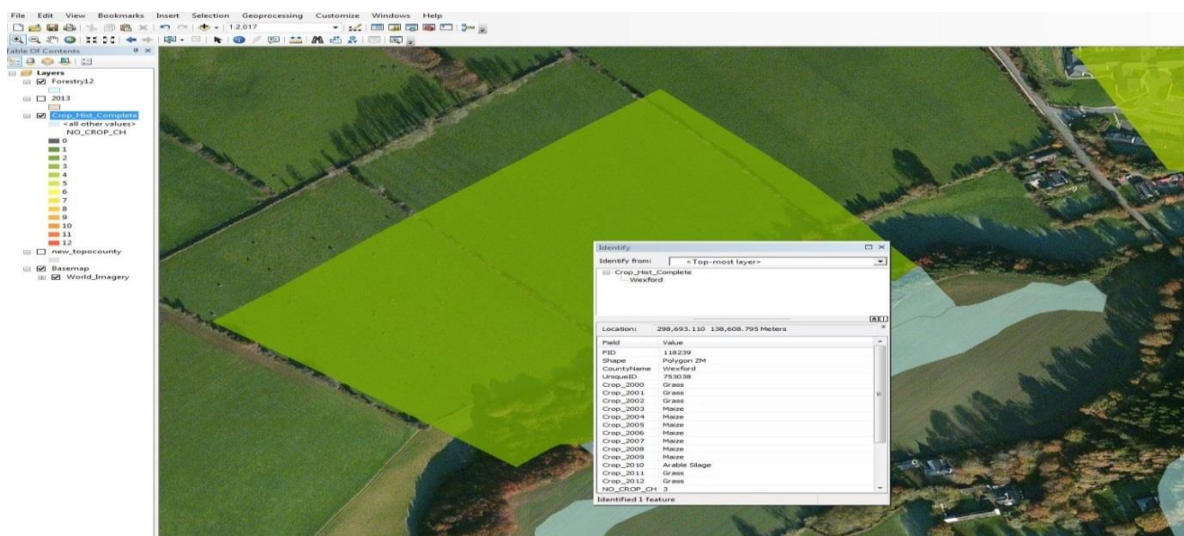 File Edit View Bookmarks Insert Selection Geoprocessing Customize Windows Help
1:2,017
Table Of Contents
Layers
Forestry12
2013
Crop_Hist_Complete
<all other values>
NO_CROP_CH
0
1
2
3
4
5
6
7
8
9
10
11
12
new_topocounty
Basemap
World_Imagery
Identify
Identify from: <Top-most layer>
Crop_Hist_Complete
Wexford
Location: 298,693.110 138,608.795 Meters
Field Value
FID 118239
Shape Polygon ZM
CountyName Wexford
UniqueID 753038
Crop_2000 Grass
Crop_2001 Grass
Crop_2002 Grass
Crop_2003 Maize
Crop_2004 Maize
Crop_2005 Maize
Crop_2006 Maize
Crop_2007 Maize
Crop_2008 Maize
Crop_2009 Maize
Crop_2010 Arable Silage
Crop_2011 Grass
Crop_2012 Grass
NO_CROP_CH 3
Identified 1 feature